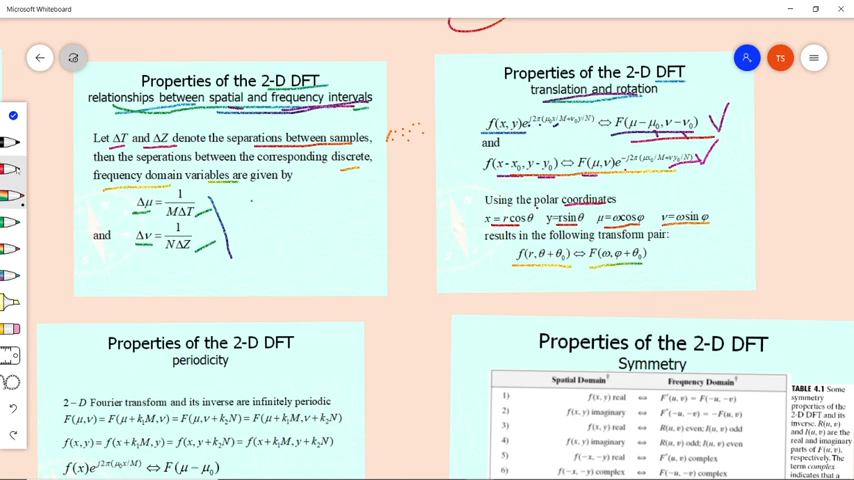 Microsoft Whiteboard
TS
Properties of the 2-D DFT
relationships between spatial and frequency intervals
Let ΔT and ΔZ denote the separations between samples,
then the seperations between the corresponding discrete,
frequency domain variables are given by
Δμ = 1/MΔT
and Δν = 1/NΔZ
Properties of the 2-D DFT
translation and rotation
f(x,y)e^{j2π(μ₀x/M+ν₀y/N)} ⇔ F(μ-μ₀,ν-ν₀)
and
f(x-x₀,y-y₀) ⇔ F(μ,ν)e^{-j2π(μx₀/M+νy₀/N)}
Using the polar coordinates
x = rcosθ y=rsinθ μ=ωcosφ ν=ωsinφ
results in the following transform pair:
f(r,θ+θ₀) ⇔ F(ω,φ+θ₀)
Properties of the 2-D DFT
periodicity
2-D Fourier transform and its inverse are infinitely periodic
F(μ,ν) = F(μ+k₁M,ν) = F(μ,ν+k₂N) = F(μ+k₁M,ν+k₂N)
f(x,y) = f(x+k₁M,y) = f(x,y+k₂N) = f(x+k₁M,y+k₂N)
f(x)e^{j2π(μ₀x/M)} ⇔ F(μ-μ₀)
Properties of the 2-D DFT
Symmetry
Spatial Domain† Frequency Domain†
1) f(x, y) real ⇔ F*(u, v) = F(-u, -v)
2) f(x, y) imaginary ⇔ F*(-u, -v) = -F(u, v)
3) f(x, y) real ⇔ R(u, v) even; I(u, v) odd
4) f(x, y) imaginary ⇔ R(u, v) odd; I(u, v) even
5) f(-x, -y) real ⇔ F*(u, v) complex
6) f(-x, -y) complex ⇔ F(-u, -v) complex
TABLE 4.1 Some
symmetry
properties of the
2-D DFT and its
inverse. R(u, v)
and I(u, v) are the
real and imaginary
parts of F(u, v),
respectively. The
term complex
indicates that a